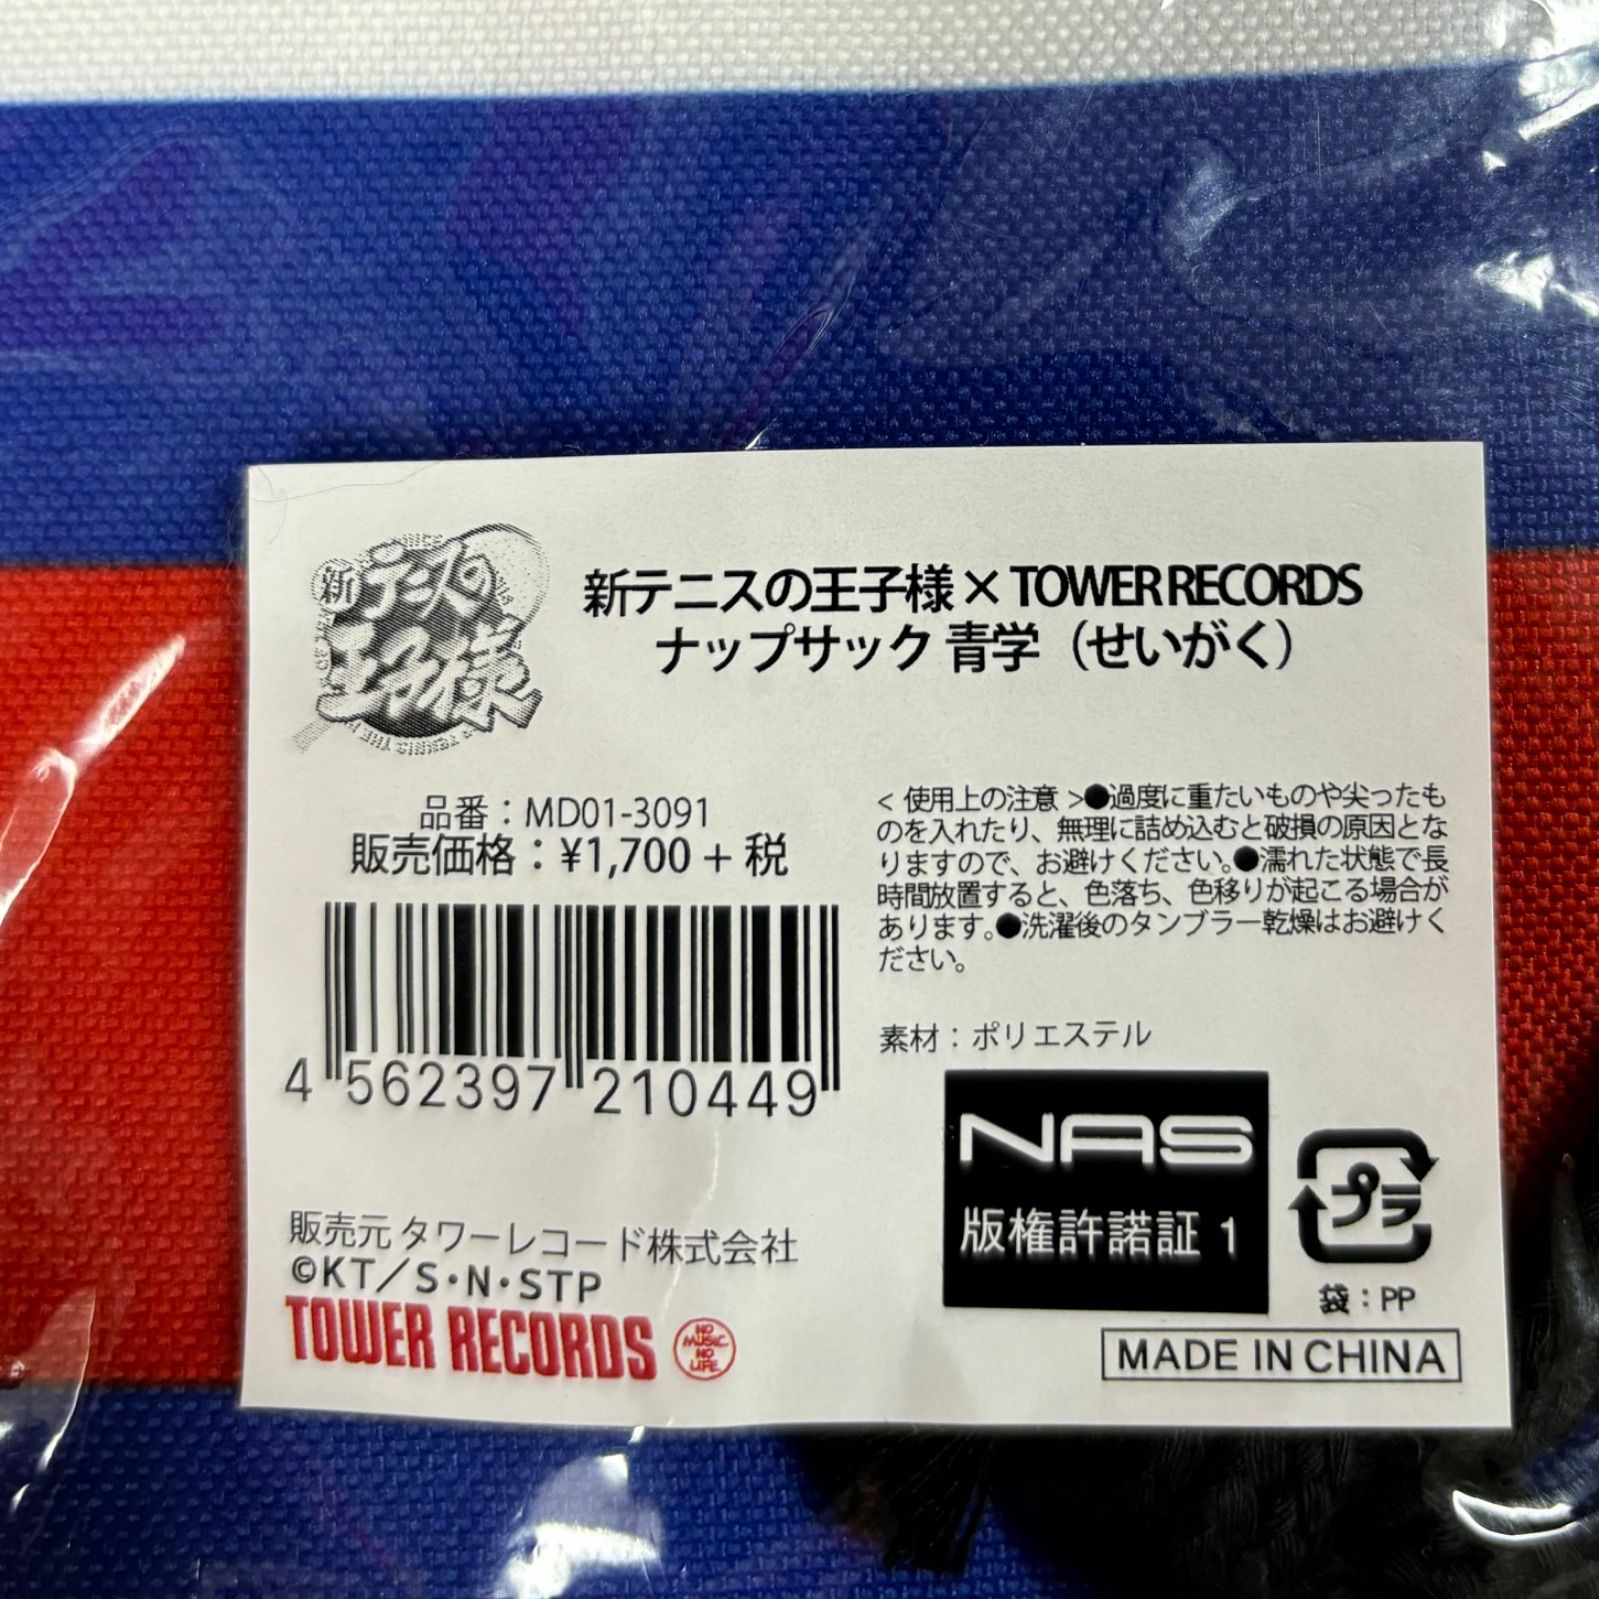 新テニスの王子様
新テニスの王子様×TOWER RECORDS
ナップサック 青学（せいがく）
品番：MD01-3091
販売価格：¥1,700 + 税
4 562397 210449
< 使用上の注意 >●過度に重たいものや尖ったも
のを入れたり、無理に詰め込むと破損の原因とな
りますので、お避けください。●濡れた状態で長
時間放置すると、色落ち、色移りが起こる場合が
あります。●洗濯後のタンブラー乾燥はお避けく
ださい。
素材：ポリエステル
NAS
版権許諾証 1
プラ
袋：PP
MADE IN CHINA
販売元 タワーレコード株式会社
©KT／S・N・STP
TOWER RECORDS
NO
MUSIC.
NO
LIFE.